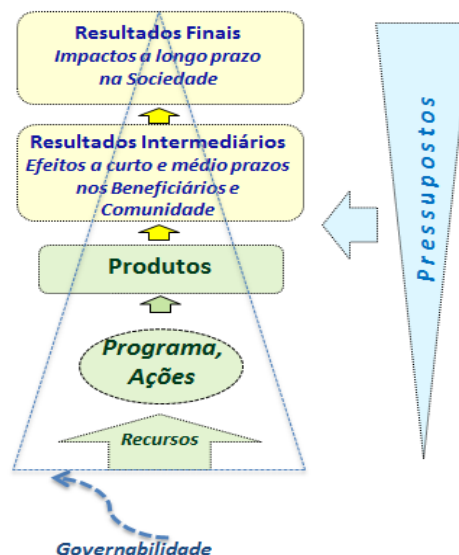 Resultados Finais
Impactos a longo prazo
na Sociedade
Resultados Intermediários
Efeitos a curto e médio prazos
nos Beneficiários e
Comunidade
Produtos
Programa,
Ações
Recursos
Governabilidade
Pressupostos